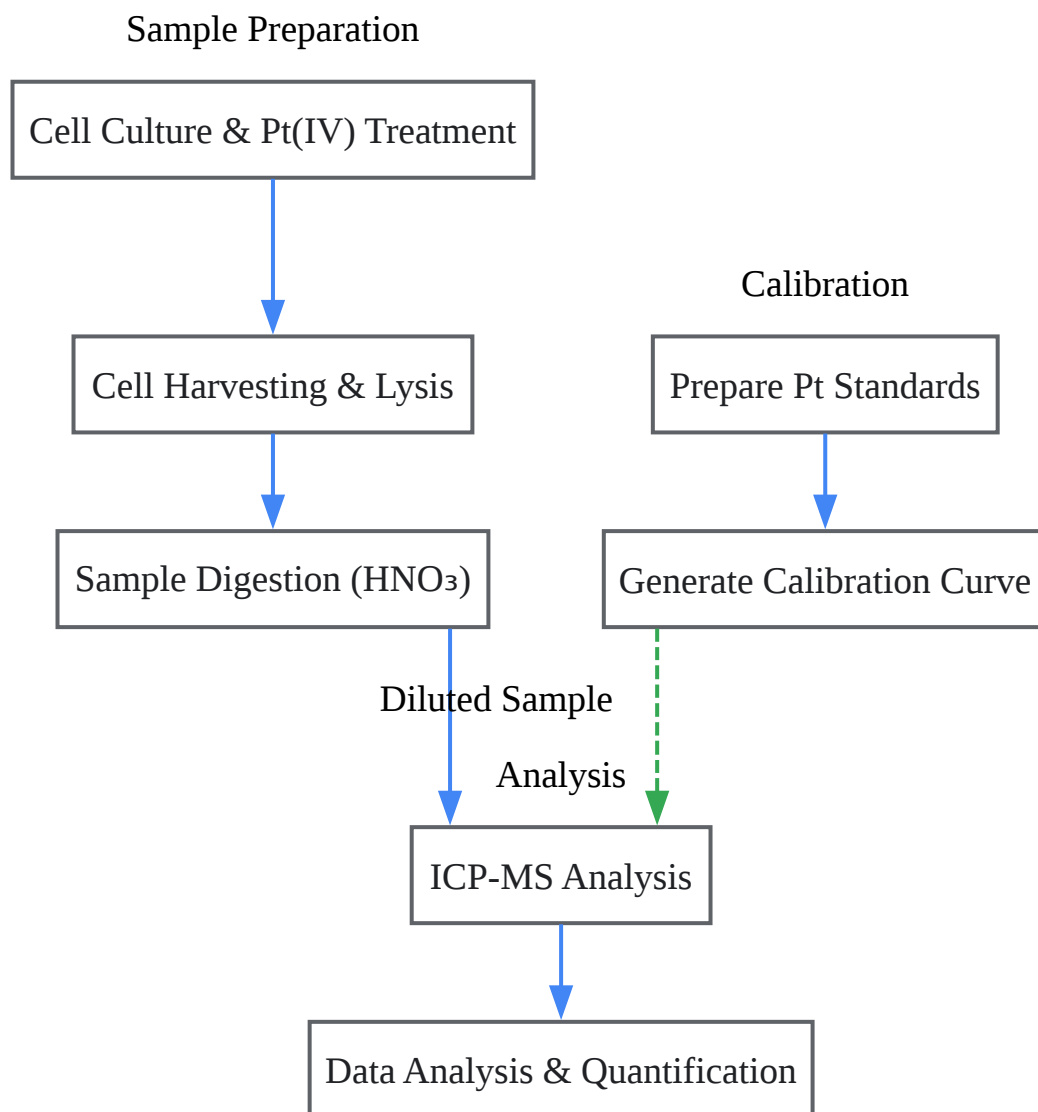 Sample Preparation
Cell Culture & Pt(IV) Treatment
Cell Harvesting & Lysis
Sample Digestion (HNO₃)
Calibration
Prepare Pt Standards
Generate Calibration Curve
Diluted Sample
Analysis
ICP-MS Analysis
Data Analysis & Quantification